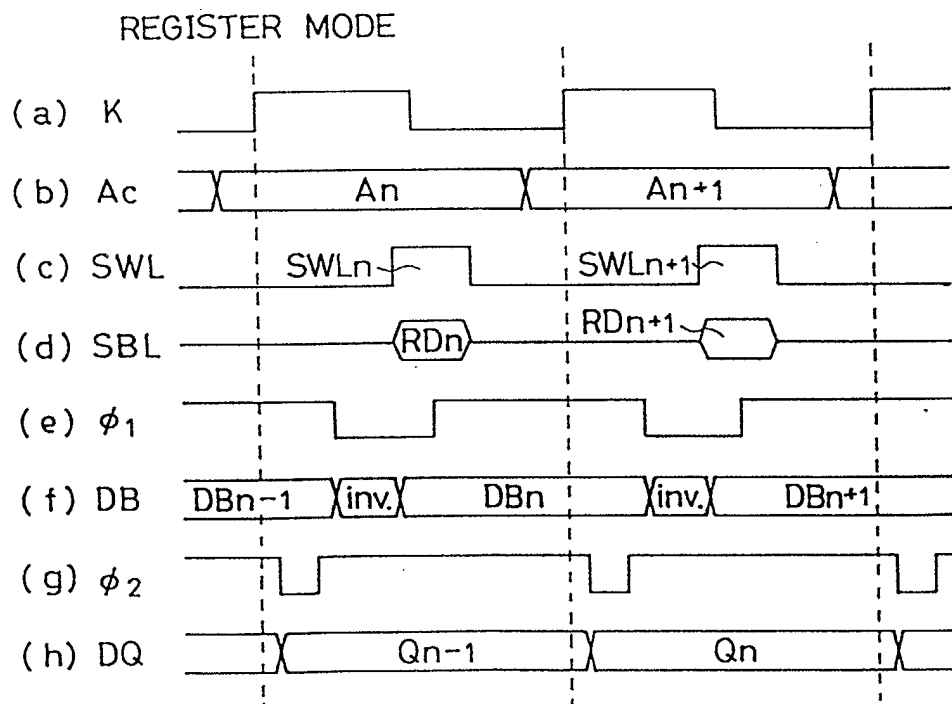 REGISTER MODE
(a) K
(b) Ac An An+1
(c) SWL SWLn SWLn+1
(d) SBL RDn RDn+1
(e) ϕ1
(f) DB DBn-1 inv. DBn inv. DBn+1
(g) ϕ2
(h) DQ Qn-1 Qn